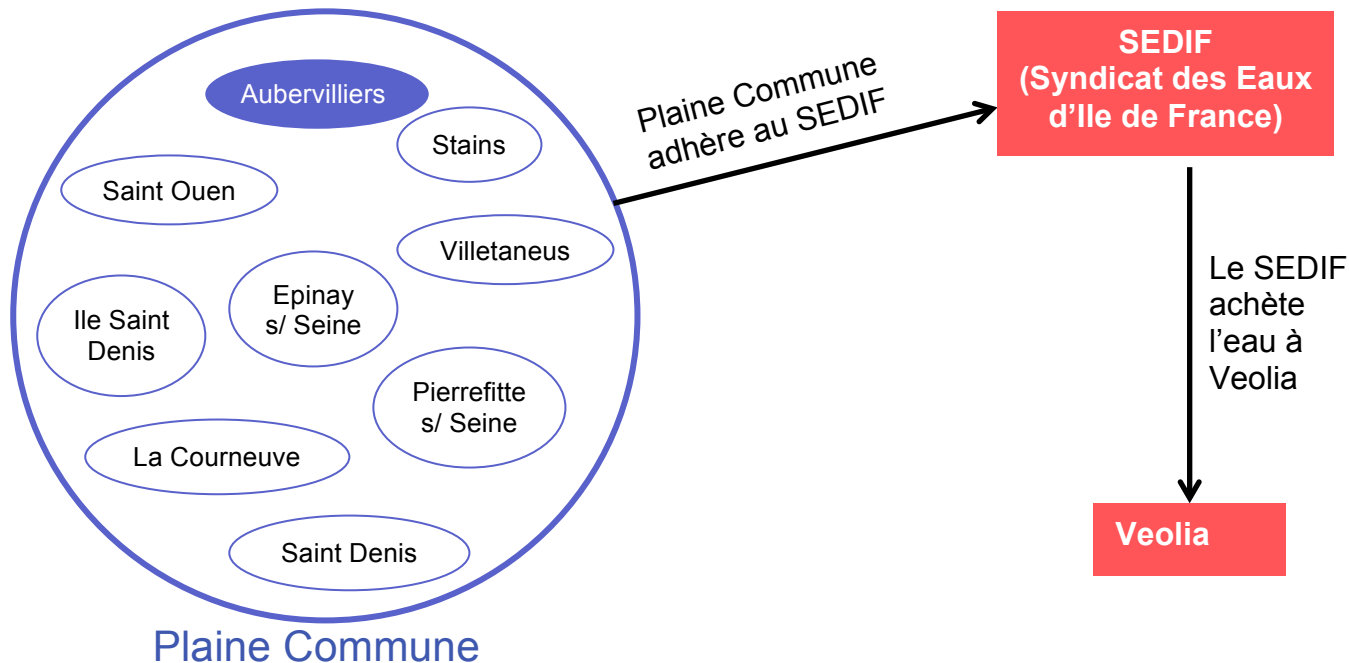 Aubervilliers
Stains
Saint Ouen
Villetaneus
Epinay
s/ Seine
Ile Saint
Denis
Pierrefitte
s/ Seine
La Courneuve
Saint Denis
Plaine Commune
Plaine Commune
adhère au SEDIF
SEDIF
(Syndicat des Eaux
d'Ile de France)
Le SEDIF
achète
l’eau à
Veolia
Veolia